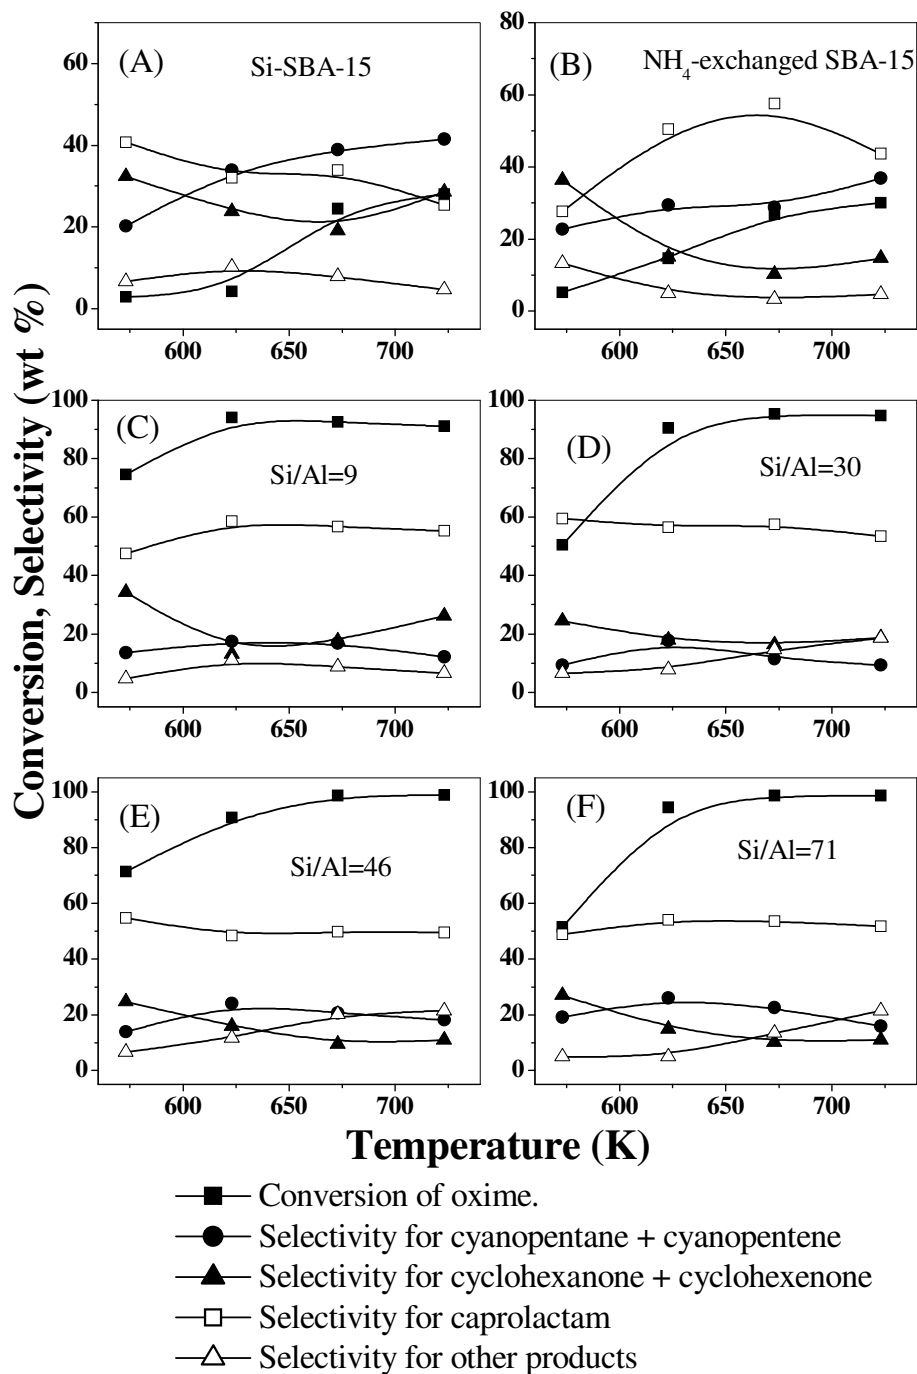 (A)
Si-SBA-15
60
40
20
0
600
650
700
(B)
NH4-exchanged SBA-15
80
60
40
20
0
600
650
700
(C)
Si/Al=9
100
80
60
40
20
0
600
650
700
(D)
Si/Al=30
100
80
60
40
20
0
600
650
700
(E)
Si/Al=46
100
80
60
40
20
0
600
650
700
(F)
Si/Al=71
100
80
60
40
20
0
600
650
700
Conversion, Selectivity (wt %)
Temperature (K)
Conversion of oxime.
Selectivity for cyanopentane + cyanopentene
Selectivity for cyclohexanone + cyclohexenone
Selectivity for caprolactam
Selectivity for other products